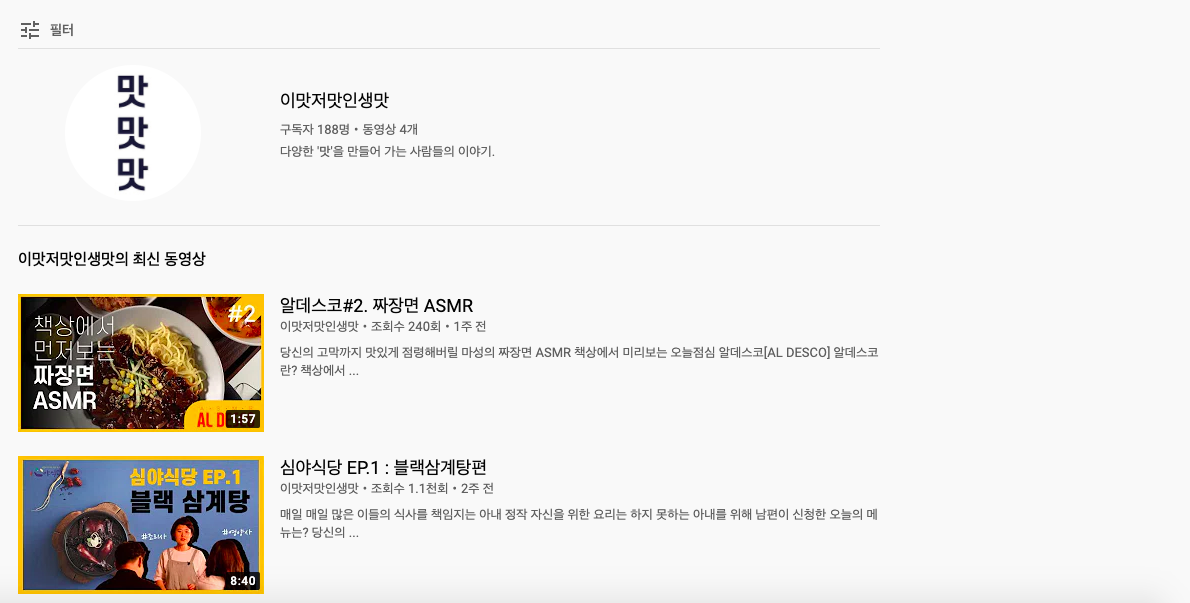 필터
맛
맛
맛
이맛저맛인생맛
구독자 188명 • 동영상 4개
다양한 '맛'을 만들어 가는 사람들의 이야기.
이맛저맛인생맛의 최신 동영상
#2
책상에서
먼저보는
짜장면
ASMR
AL D
1:57
알데스코#2. 짜장면 ASMR
이맛저맛인생맛 • 조회수 240회 • 1주 전
당신의 고막까지 맛있게 점령해버릴 마성의 짜장면 ASMR 책상에서 미리보는 오늘점심 알데스코[AL DESCO] 알데스코
란? 책상에서 ...
심야식당 EP.1
블랙 삼계탕
#조리사
#영양사
8:40
심야식당 EP.1 : 블랙삼계탕편
이맛저맛인생맛 • 조회수 1.1천회 • 2주 전
매일 매일 많은 이들의 식사를 책임지는 아내 정작 자신을 위한 요리는 하지 못하는 아내를 위해 남편이 신청한 오늘의 메
뉴는? 당신의 ...